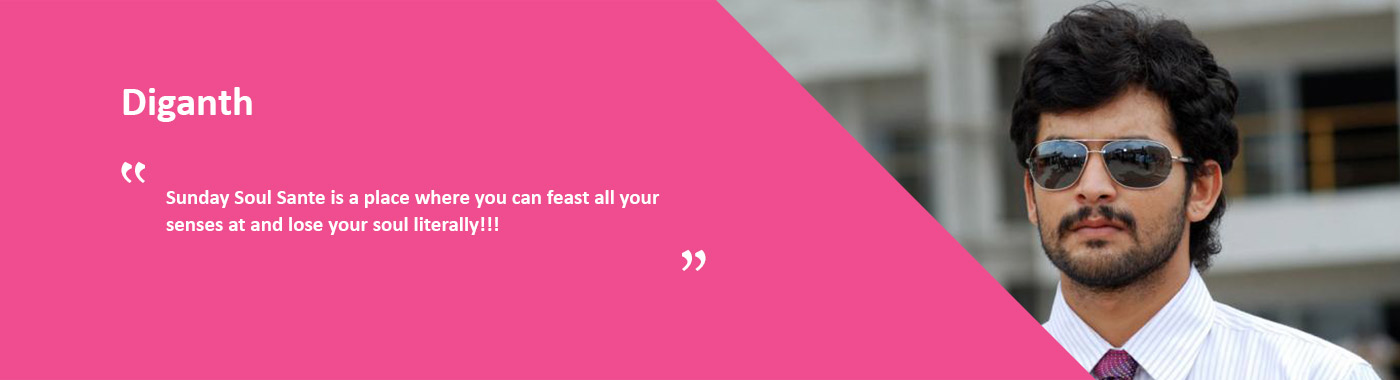 Diganth
“
Sunday Soul Sante is a place where you can feast all your
senses at and lose your soul literally!!!
”